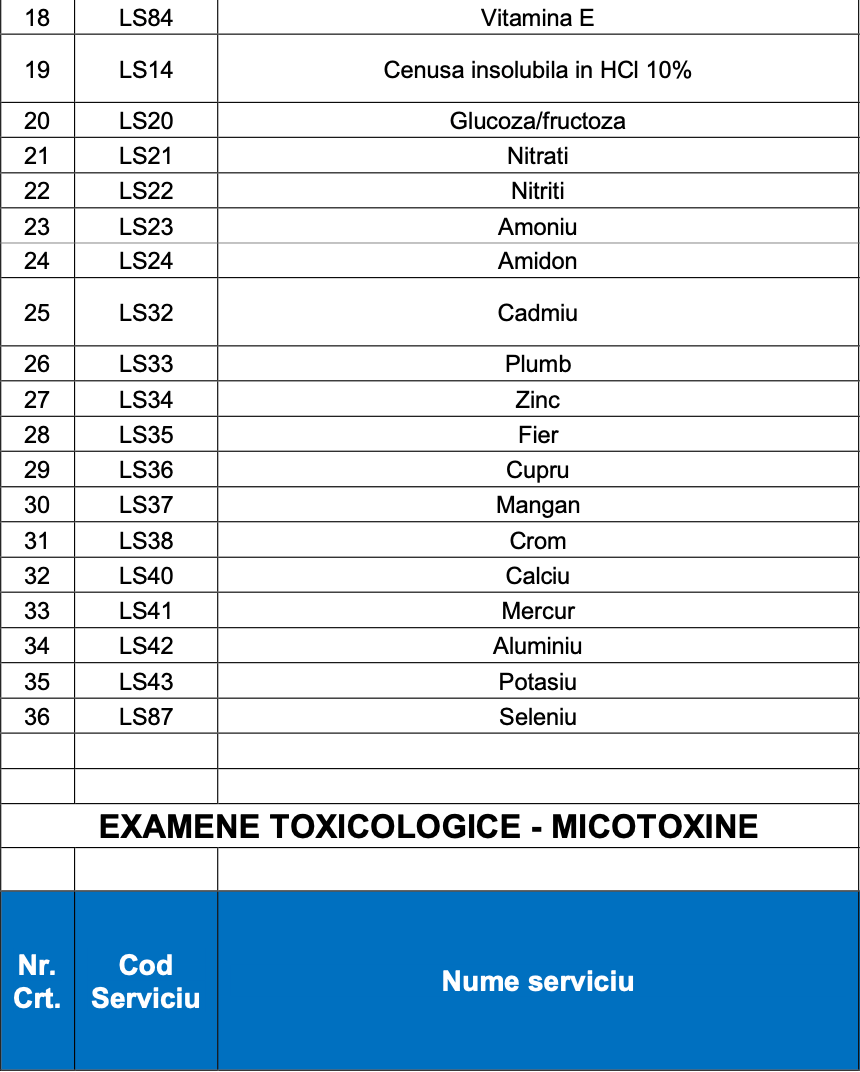 18 LS84 Vitamina E
19 LS14 Cenusa insolubila in HCl 10%
20 LS20 Glucoza/fructoza
21 LS21 Nitrati
22 LS22 Nitriti
23 LS23 Amoniu
24 LS24 Amidon
25 LS32 Cadmiu
26 LS33 Plumb
27 LS34 Zinc
28 LS35 Fier
29 LS36 Cupru
30 LS37 Mangan
31 LS38 Crom
32 LS40 Calciu
33 LS41 Mercur
34 LS42 Aluminiu
35 LS43 Potasiu
36 LS87 Seleniu
EXAMENE TOXICOLOGICE - MICOTOXINE
Nr. Crt. Cod Serviciu Nume serviciu